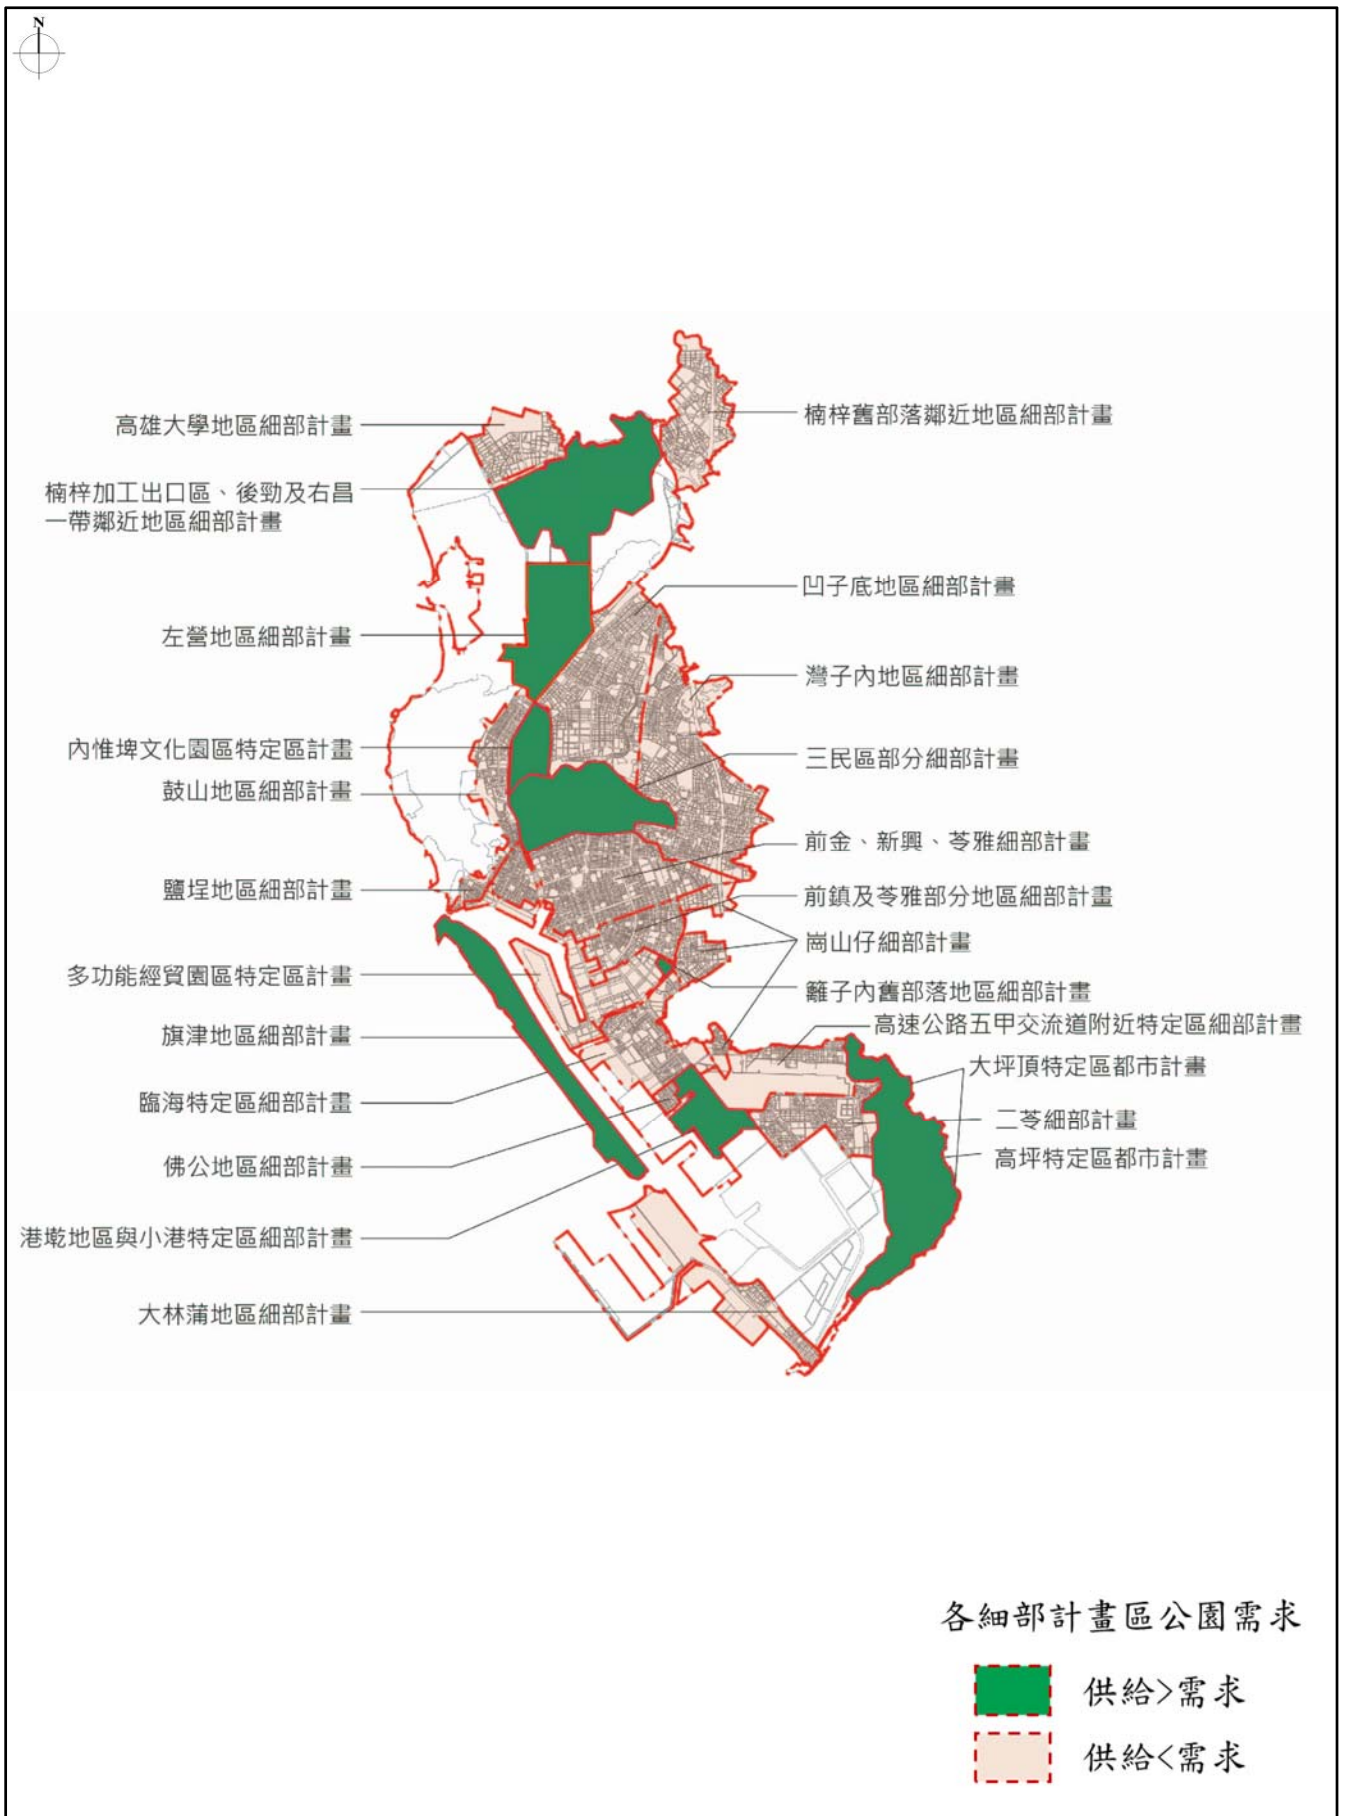 N
高雄大學地區細部計畫
楠梓加工出口區、後勁及右昌
一帶鄰近地區細部計畫
左營地區細部計畫
內惟埤文化園區特定區計畫
鼓山地區細部計畫
鹽埕地區細部計畫
多功能經貿園區特定區計畫
旗津地區細部計畫
臨海特定區細部計畫
佛公地區細部計畫
港墘地區與小港特定區細部計畫
大林蒲地區細部計畫
楠梓舊部落鄰近地區細部計畫
凹子底地區細部計畫
灣子內地區細部計畫
三民區部分細部計畫
前金、新興、苓雅細部計畫
前鎮及苓雅部分地區細部計畫
崗山仔細部計畫
籬子內舊部落地區細部計畫
高速公路五甲交流道附近特定區細部計畫
大坪頂特定區都市計畫
二苓細部計畫
高坪特定區都市計畫
各細部計畫區公園需求
供給>需求
供給<需求